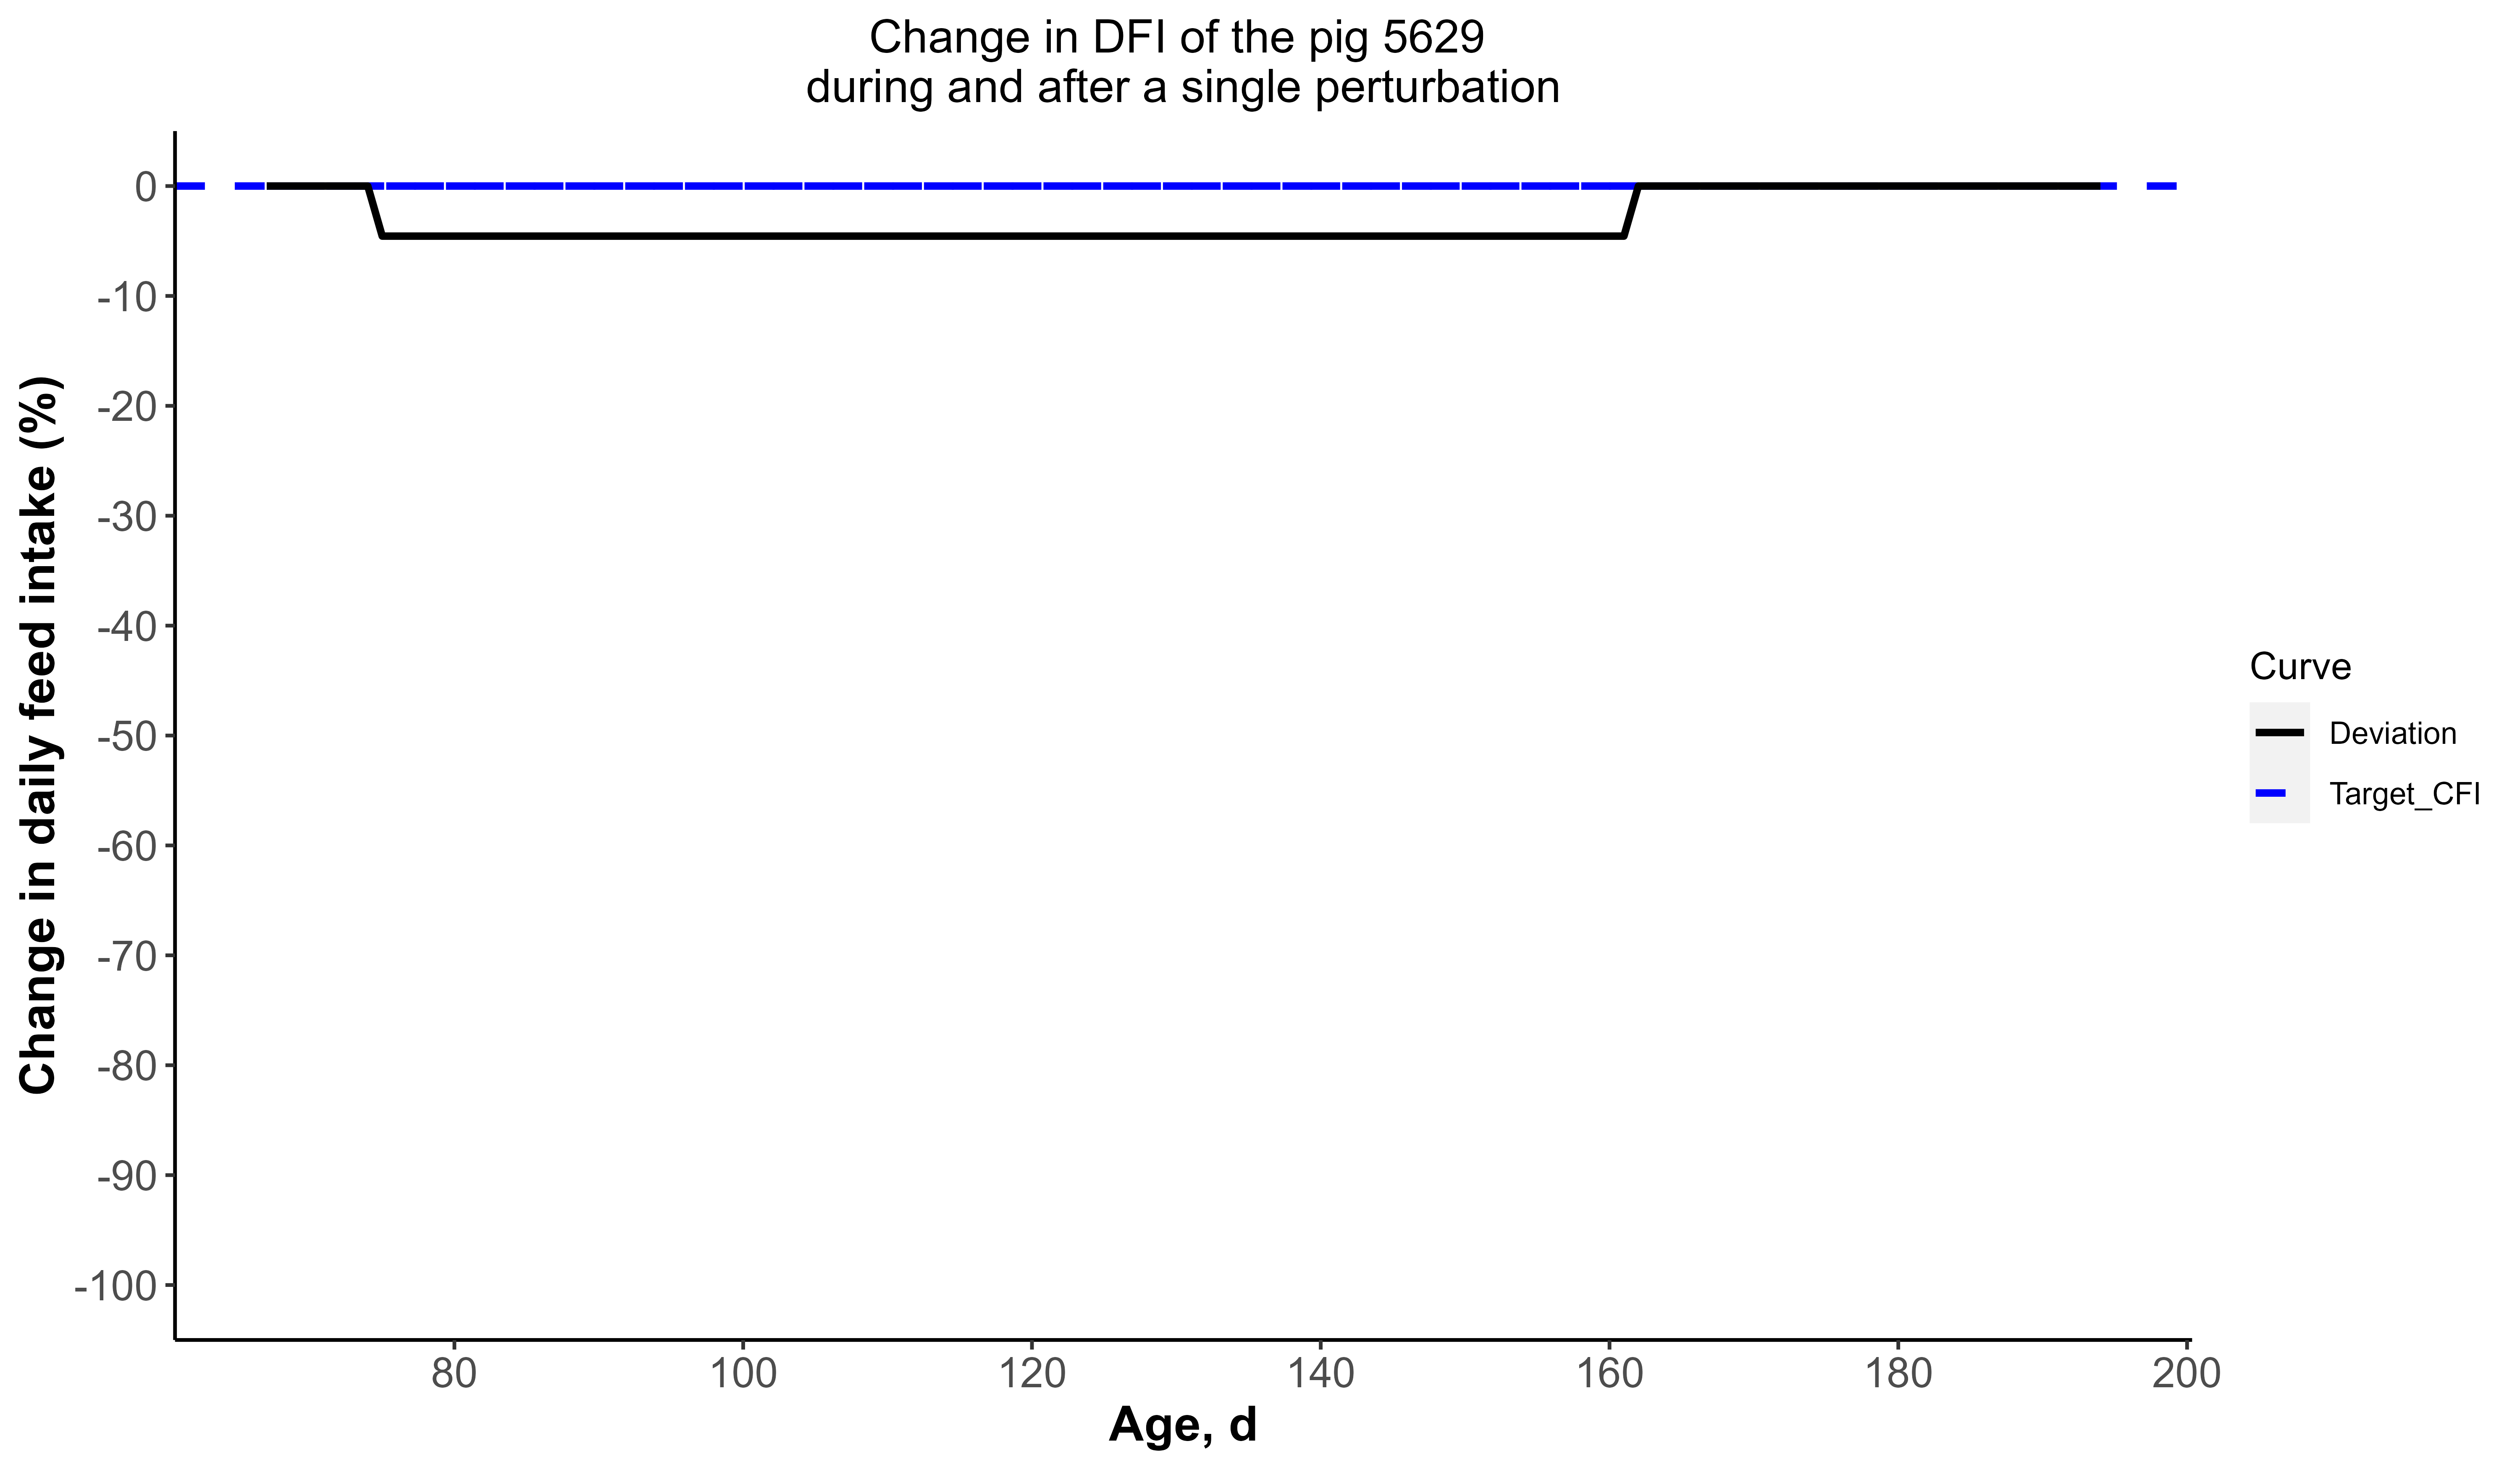 Change in DFI of the pig 5629
during and after a single perturbation
Change in daily feed intake (%)
0
-10
-20
-30
-40
-50
-60
-70
-80
-90
-100
80
100
120
140
160
180
200
Age, d
Curve
Deviation
Target_CFI